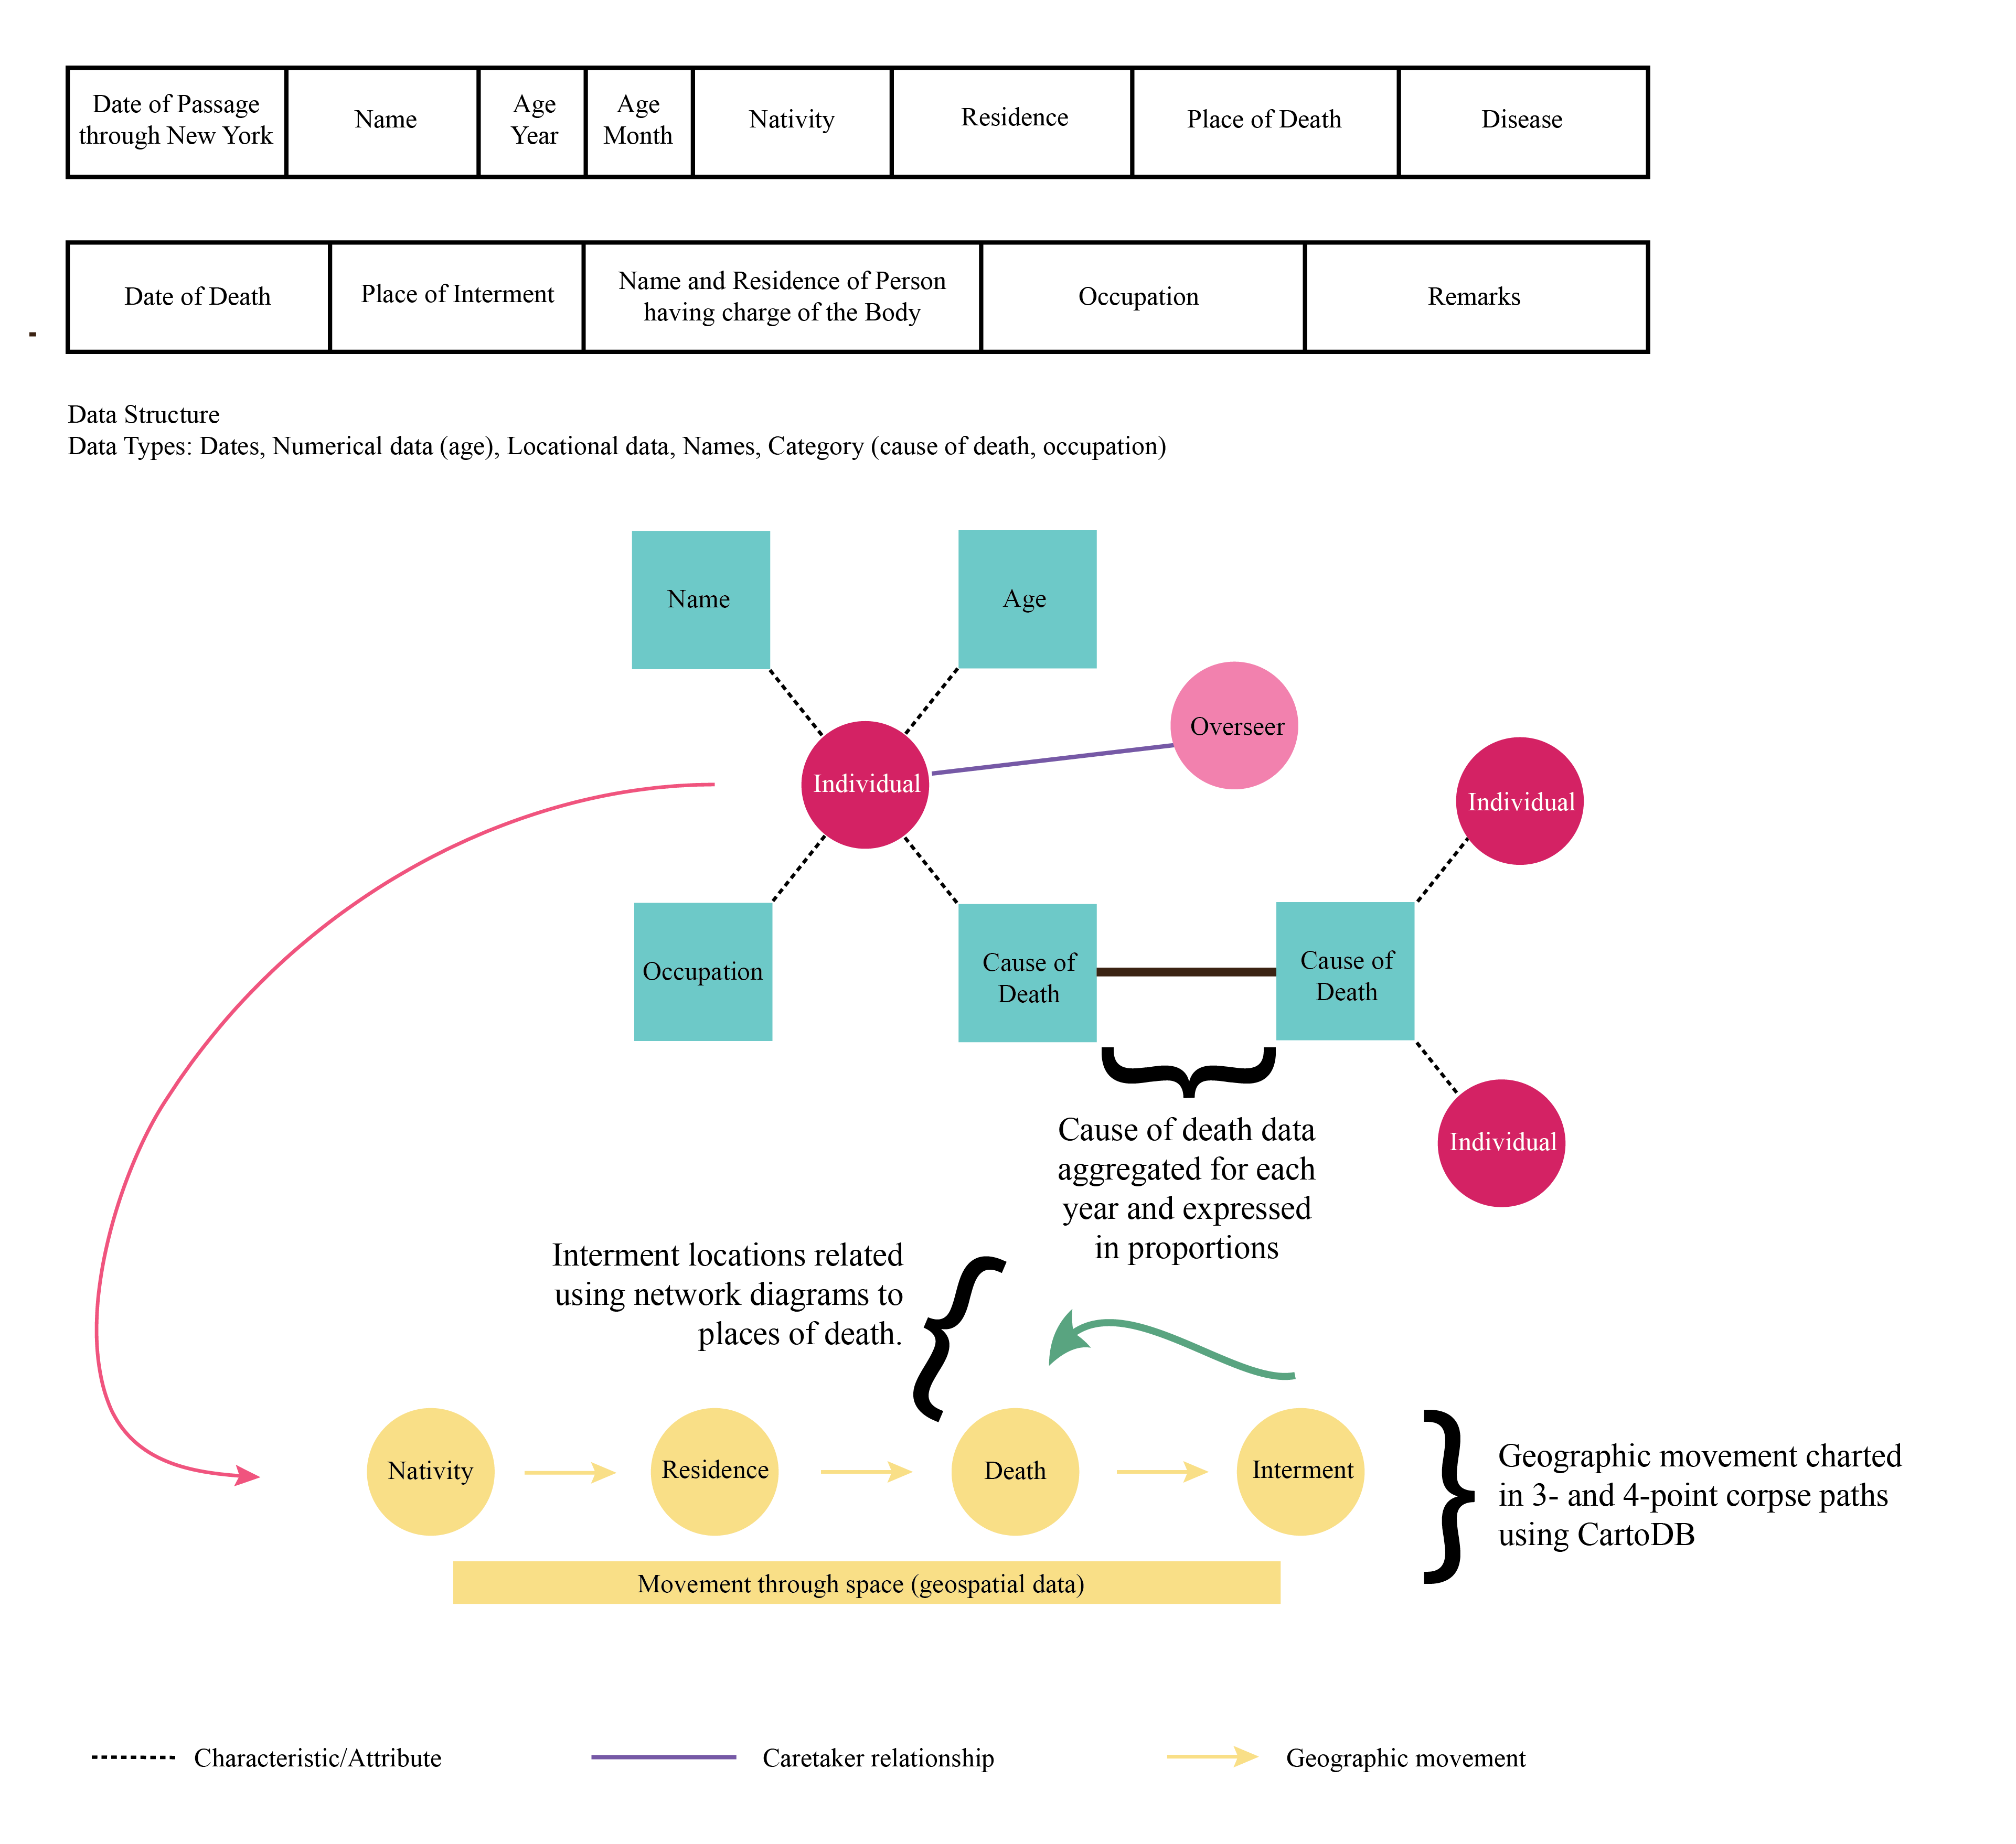 Date of Passage
through New York
Name
Age
Year
Age
Month
Nativity
Residence
Place of Death
Disease
Date of Death
Place of Interment
Name and Residence of Person
having charge of the Body
Occupation
Remarks
Data Structure
Data Types: Dates, Numerical data (age), Locational data, Names, Category (cause of death, occupation)
Name
Age
Overseer
Individual
Individual
Occupation
Cause of
Death
Cause of
Death
Individual
Cause of death data
aggregated for each
year and expressed
in proportions
Interment locations related
using network diagrams to
places of death.
Nativity
Residence
Death
Interment
Geographic movement charted
in 3- and 4-point corpse paths
using CartoDB
Movement through space (geospatial data)
Characteristic/Attribute
Caretaker relationship
Geographic movement